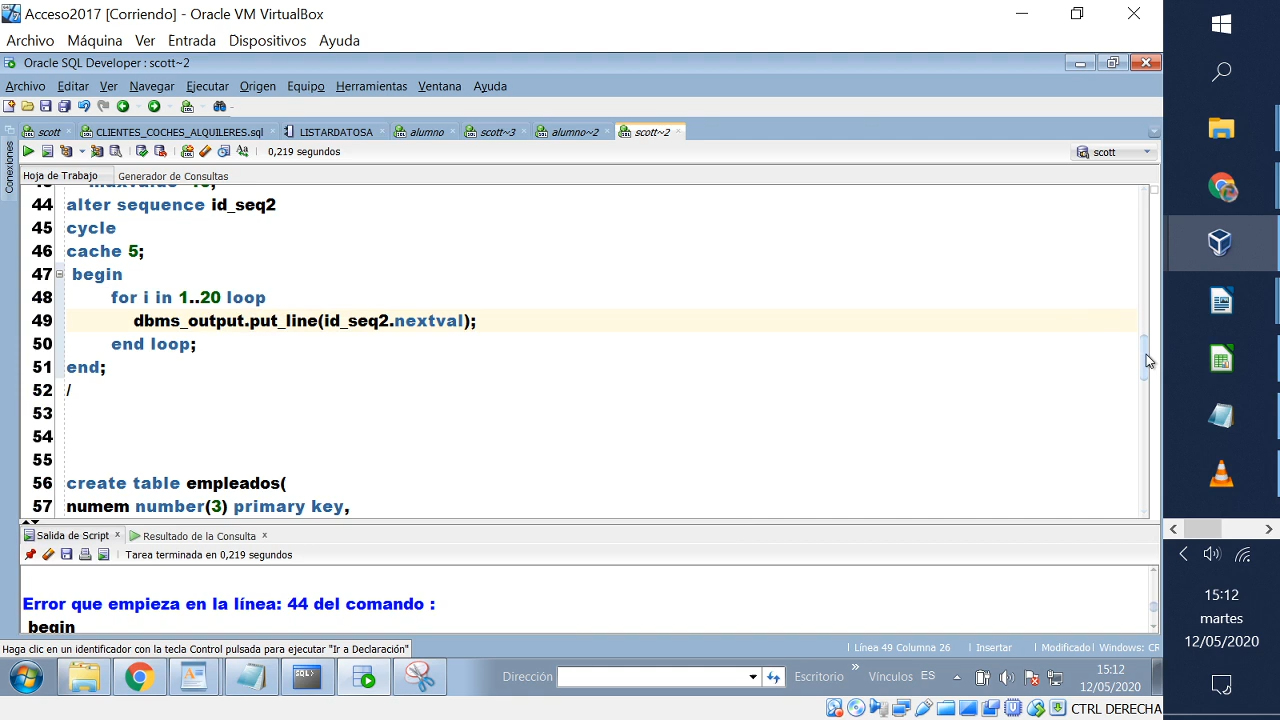 Acceso2017 [Corriendo] - Oracle VM VirtualBox
Archivo Máquina Ver Entrada Dispositivos Ayuda
Oracle SQL Developer : scott~2
Archivo Editar Ver Navegar Ejecutar Origen Equipo Herramientas Ventana Ayuda
scott CLIENTES_COCHES_ALQUILERES.sql LISTARDATOSA alumno scott~3 alumno~2 scott~2
0,219 segundos scott
Conexiones
Hoja de Trabajo Generador de Consultas
44 alter sequence id_seq2
45 cycle
46 cache 5;
47 begin
48 for i in 1..20 loop
49 dbms_output.put_line(id_seq2.nextval);
50 end loop;
51 end;
52 /
53
54
55
56 create table empleados(
57 numem number(3) primary key,
Salida de Script Resultado de la Consulta
Tarea terminada en 0,219 segundos
Error que empieza en la línea: 44 del comando :
begin
Haga clic en un identificador con la tecla Control pulsada para ejecutar "Ir a Declaración"
Línea 49 Columna 26 Insertar Modificado Windows: CR
Dirección Escritorio » Vínculos ES 15:12
12/05/2020
CTRL DERECHA
15:12
martes
12/05/2020